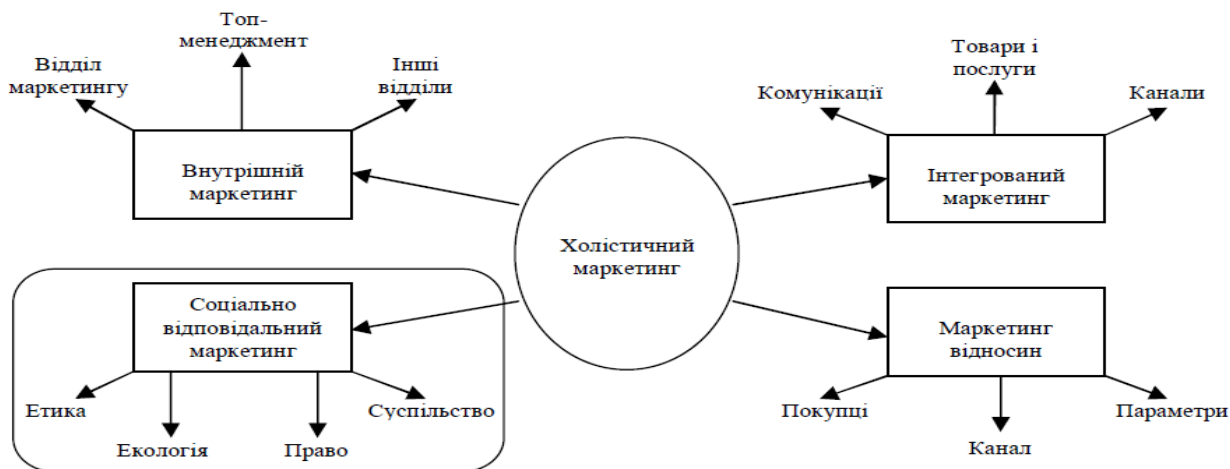 Топ-
менеджмент
Відділ
маркетингу
Інші
відділи
Внутрішній
маркетинг
Товари і
послуги
Комунікації
Канали
Інтегрований
маркетинг
Холістичний
маркетинг
Соціально
відповідальний
маркетинг
Етика
Екологія
Право
Суспільство
Маркетинг
відносин
Покупці
Канал
Параметри